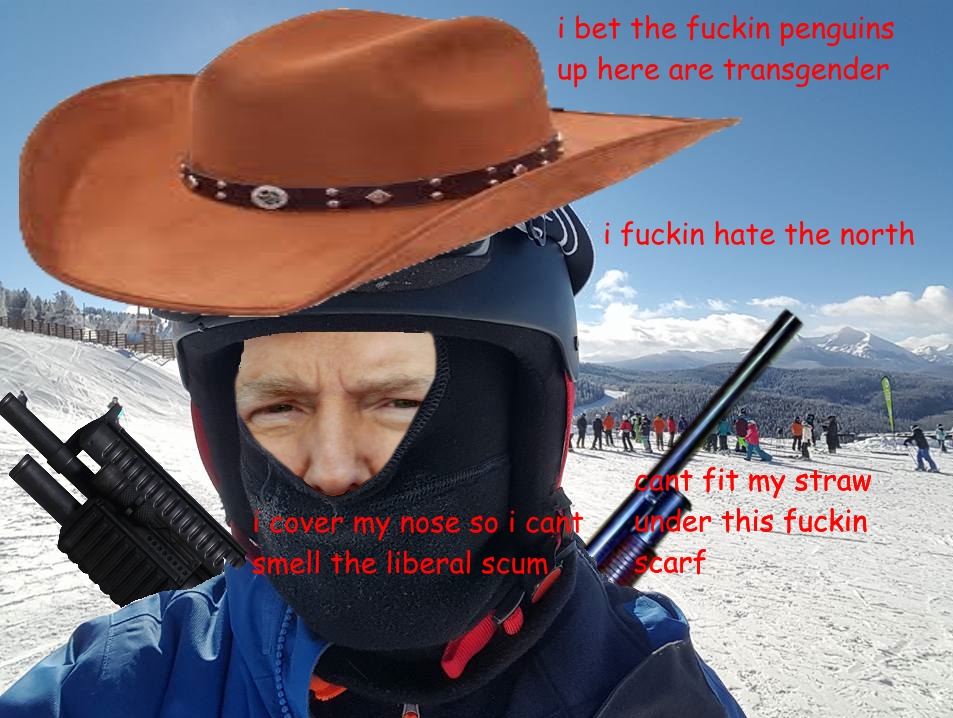 i bet the fuckin penguins
up here are transgender
i fuckin hate the north
cant fit my straw
under this fuckin
scarf
i cover my nose so i cant
smell the liberal scum